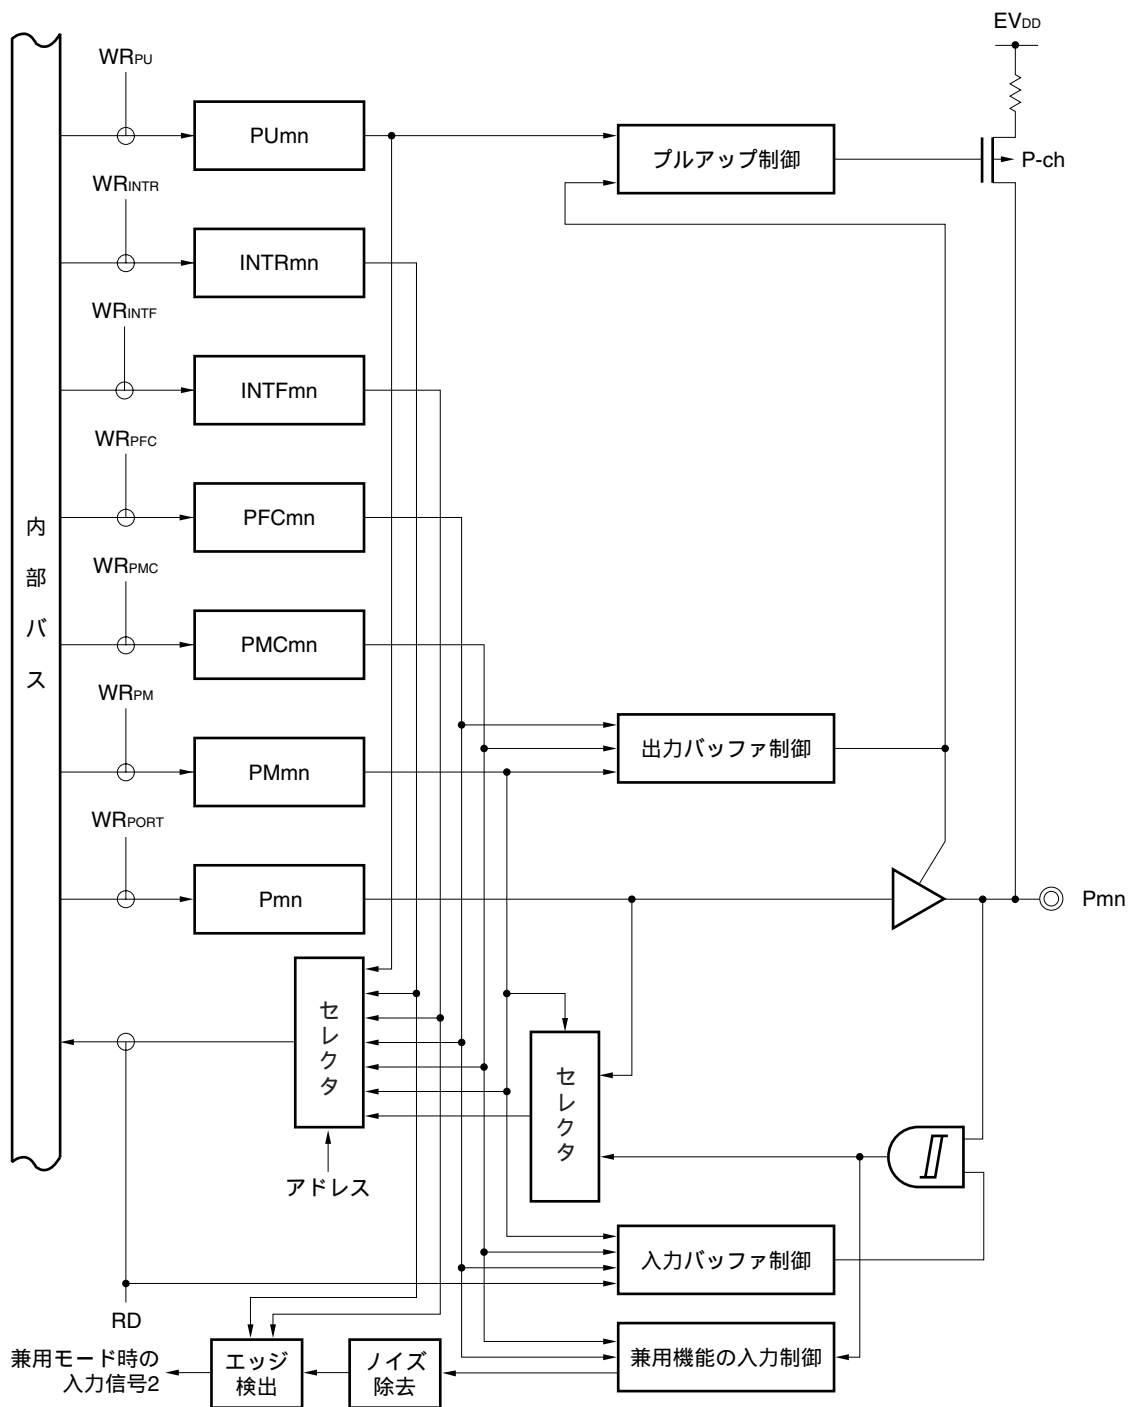 EVDD
WRPU
PUmn
プルアップ制御
P-ch
WRINTR
INTRmn
WRINTF
INTFmn
WRPFC
PFCmn
内部バス
WRPMC
PMCmn
WRPM
PMmn
出力バッファ制御
WRPORT
Pmn
Pmn
セレクタ
セレクタ
アドレス
入力バッファ制御
RD
兼用機能の入力制御
兼用モード時の
入力信号2
エッジ
検出
ノイズ
除去